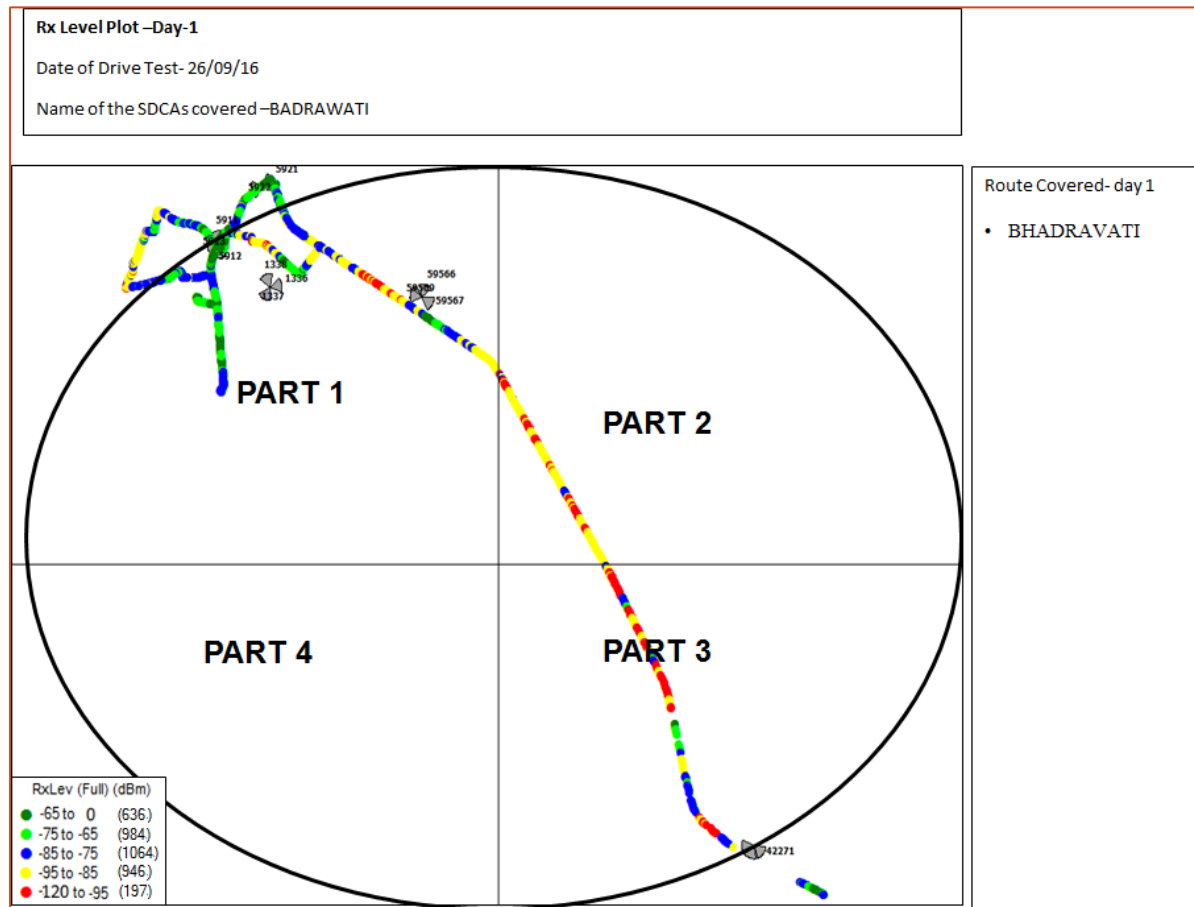 Rx Level Plot –Day-1
Date of Drive Test- 26/09/16
Name of the SDCAs covered –BADRAWATI
Route Covered- day 1
• BHADRAVATI
5921
5922
5912
1338
1336
1337
59566
59567
PART 1
PART 2
PART 4
PART 3
42271
RxLev (Full) (dBm)
-65 to 0 (636.)
-75 to -65 (984.)
-85 to -75 (1064)
-95 to -85 (946.)
-120 to -95 (197.)